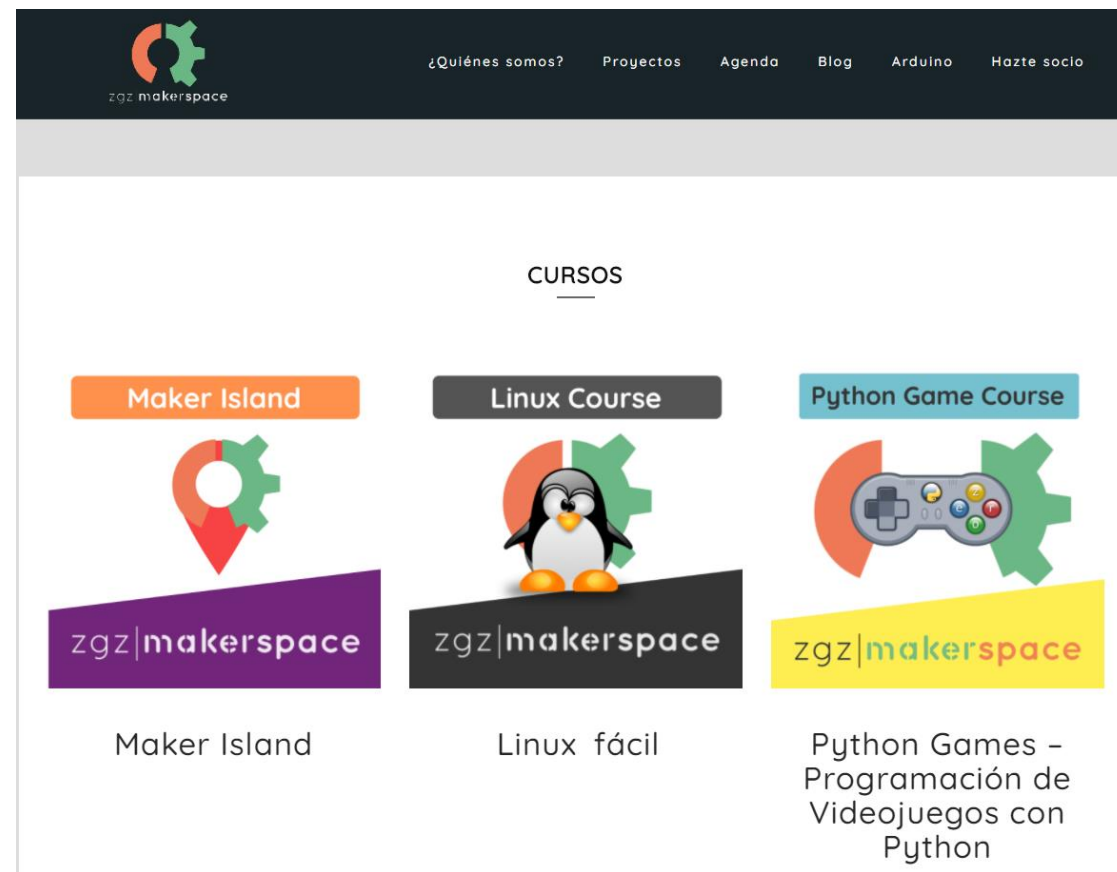 zgz makerspace
¿Quiénes somos? Proyectos Agenda Blog Arduino Hazte socio
CURSOS
Maker Island
zgz|makerspace
Maker Island
Linux Course
zgz|makerspace
Linux fácil
Python Game Course
zgz|makerspace
Python Games –
Programación de
Videojuegos con
Python